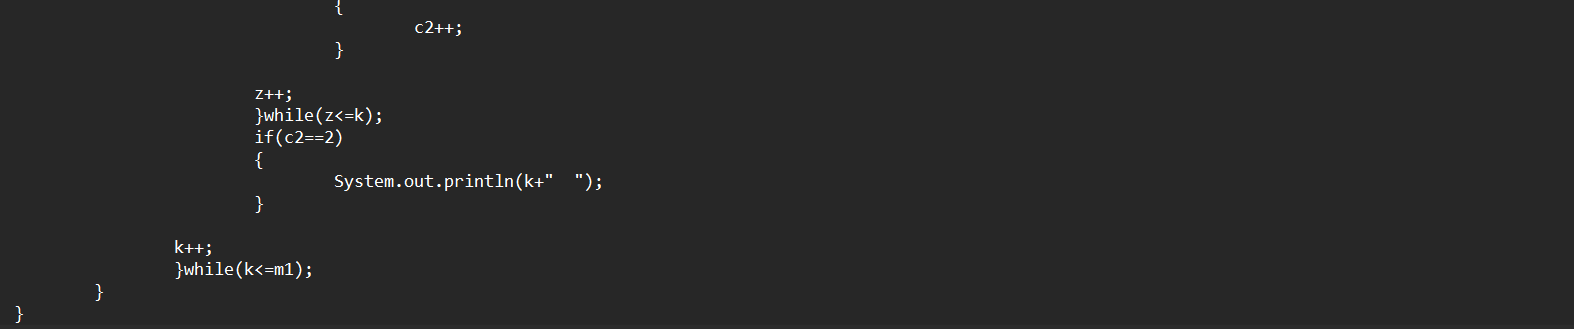 {
c2++;
}
z++;
}while(z<=k);
if(c2==2)
{
System.out.println(k+"  ");
}
k++;
}while(k<=m1);
}
}